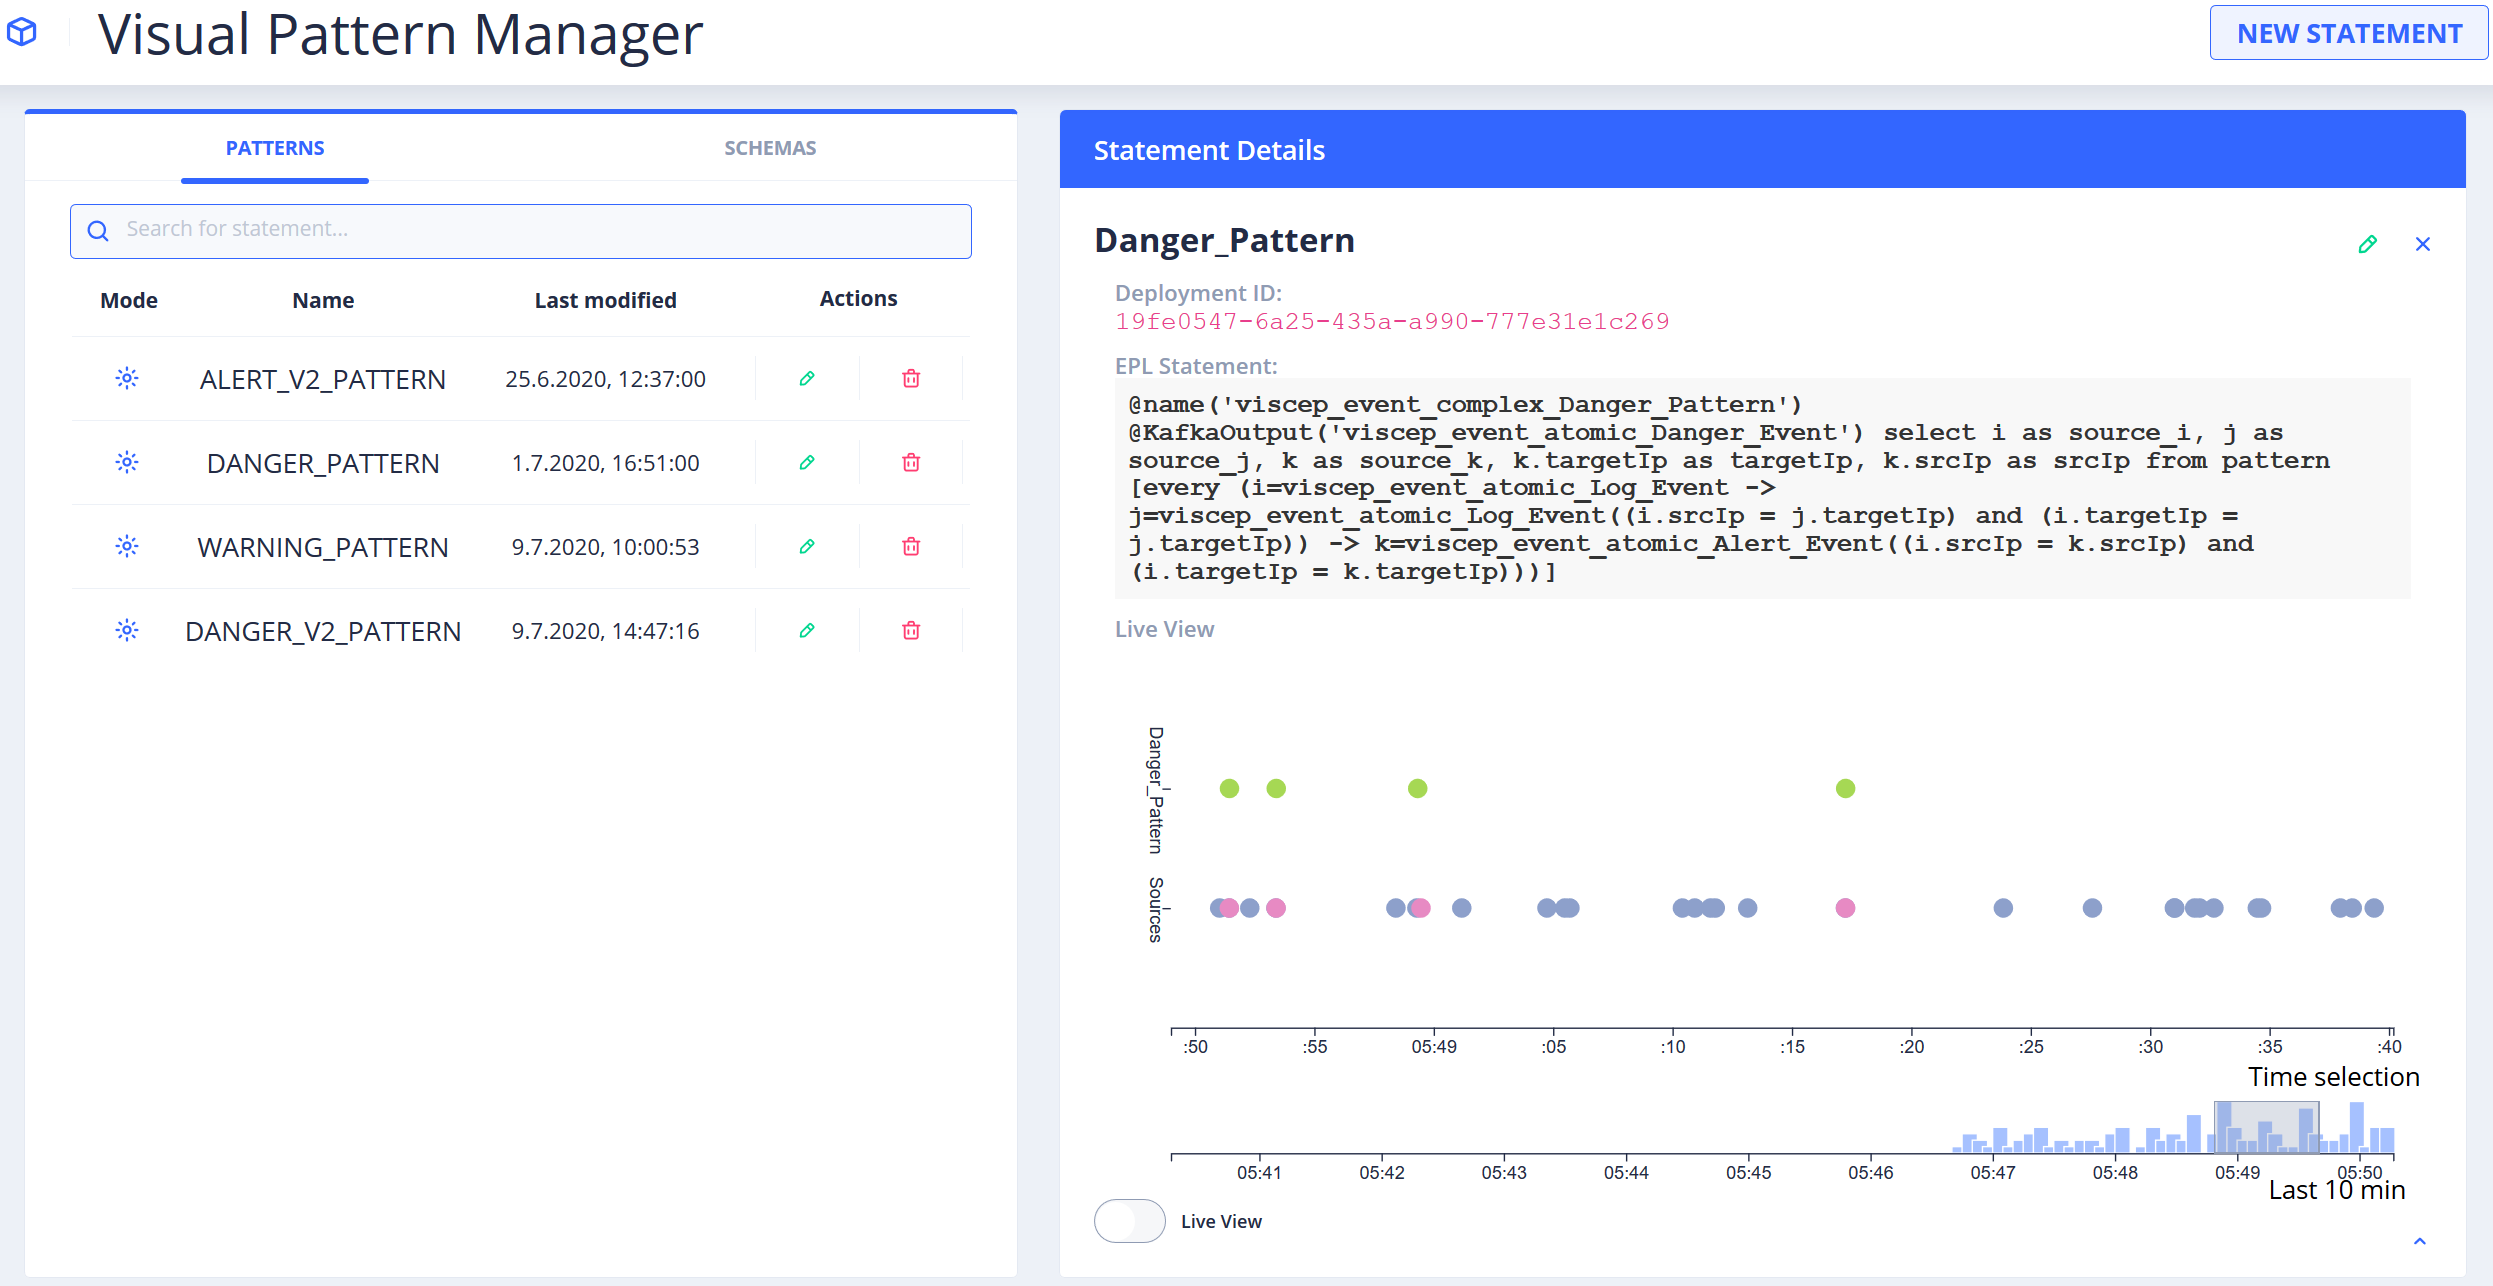 Visual Pattern Manager
NEW STATEMENT
PATTERNS
SCHEMAS
Search for statement...
Mode Name Last modified Actions
ALERT_V2_PATTERN 25.6.2020, 12:37:00
DANGER_PATTERN 1.7.2020, 16:51:00
WARNING_PATTERN 9.7.2020, 10:00:53
DANGER_V2_PATTERN 9.7.2020, 14:47:16
Statement Details
Danger_Pattern
Deployment ID:
19fe0547-6a25-435a-a990-777e31e1c269
EPL Statement:
@name('viscep_event_complex_Danger_Pattern')
@KafkaOutput('viscep_event_atomic_Danger_Event') select i as source_i, j as
source_j, k as source_k, k.targetIp as targetIp, k.srcIp as srcIp from pattern
[every (i=viscep_event_atomic_Log_Event ->
j=viscep_event_atomic_Log_Event((i.srcIp = j.targetIp) and (i.targetIp =
j.targetIp)) -> k=viscep_event_atomic_Alert_Event((i.srcIp = k.srcIp) and
(i.targetIp = k.targetIp)))]
Live View
Danger_Pattern
Sources
:50 :55 05:49 :05 :10 :15 :20 :25 :30 :35 :40
Time selection
05:41 05:42 05:43 05:44 05:45 05:46 05:47 05:48 05:49 05:50
Last 10 min
Live View